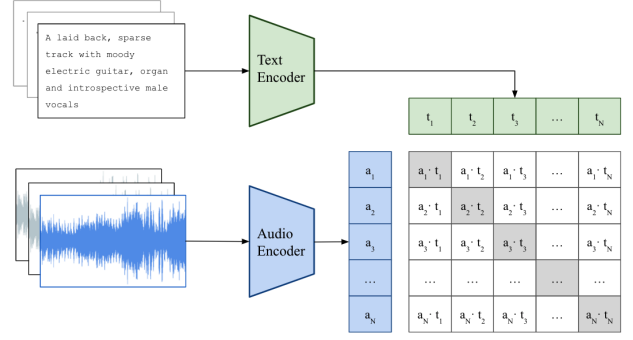 A laid back, sparse
track with moody
electric guitar, organ
and introspective male
vocals
Text
Encoder
t1 t2 t3 … tN
Audio
Encoder
a1
a2
a3
…
aN
a1· t1 a1· t2 a1· t3 … a1· tN
a2· t1 a2· t2 a2· t3 … a2· tN
a3· t1 a3· t2 a3· t3 … a3· tN
… … … … …
aN· t1 aN· t2 aN· t3 … aN· tN